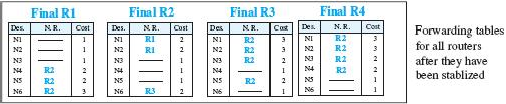 Final R1
Des. N. R. Cost
N1 1
N2 1
N3 1
N4 R2 2
N5 R2 2
N6 R2 3
Final R2
Des. N. R. Cost
N1 R1 2
N2 R1 2
N3 1
N4 1
N5 1
N6 R3 2
Final R3
Des. N. R. Cost
N1 R2 3
N2 R2 3
N3 R2 2
N4 1
N5 R2 2
N6 1
Final R4
Des. N. R. Cost
N1 R2 3
N2 R2 3
N3 R2 2
N4 R2 2
N5 1
N6 1
Forwarding tables
for all routers
after they have
been stablized